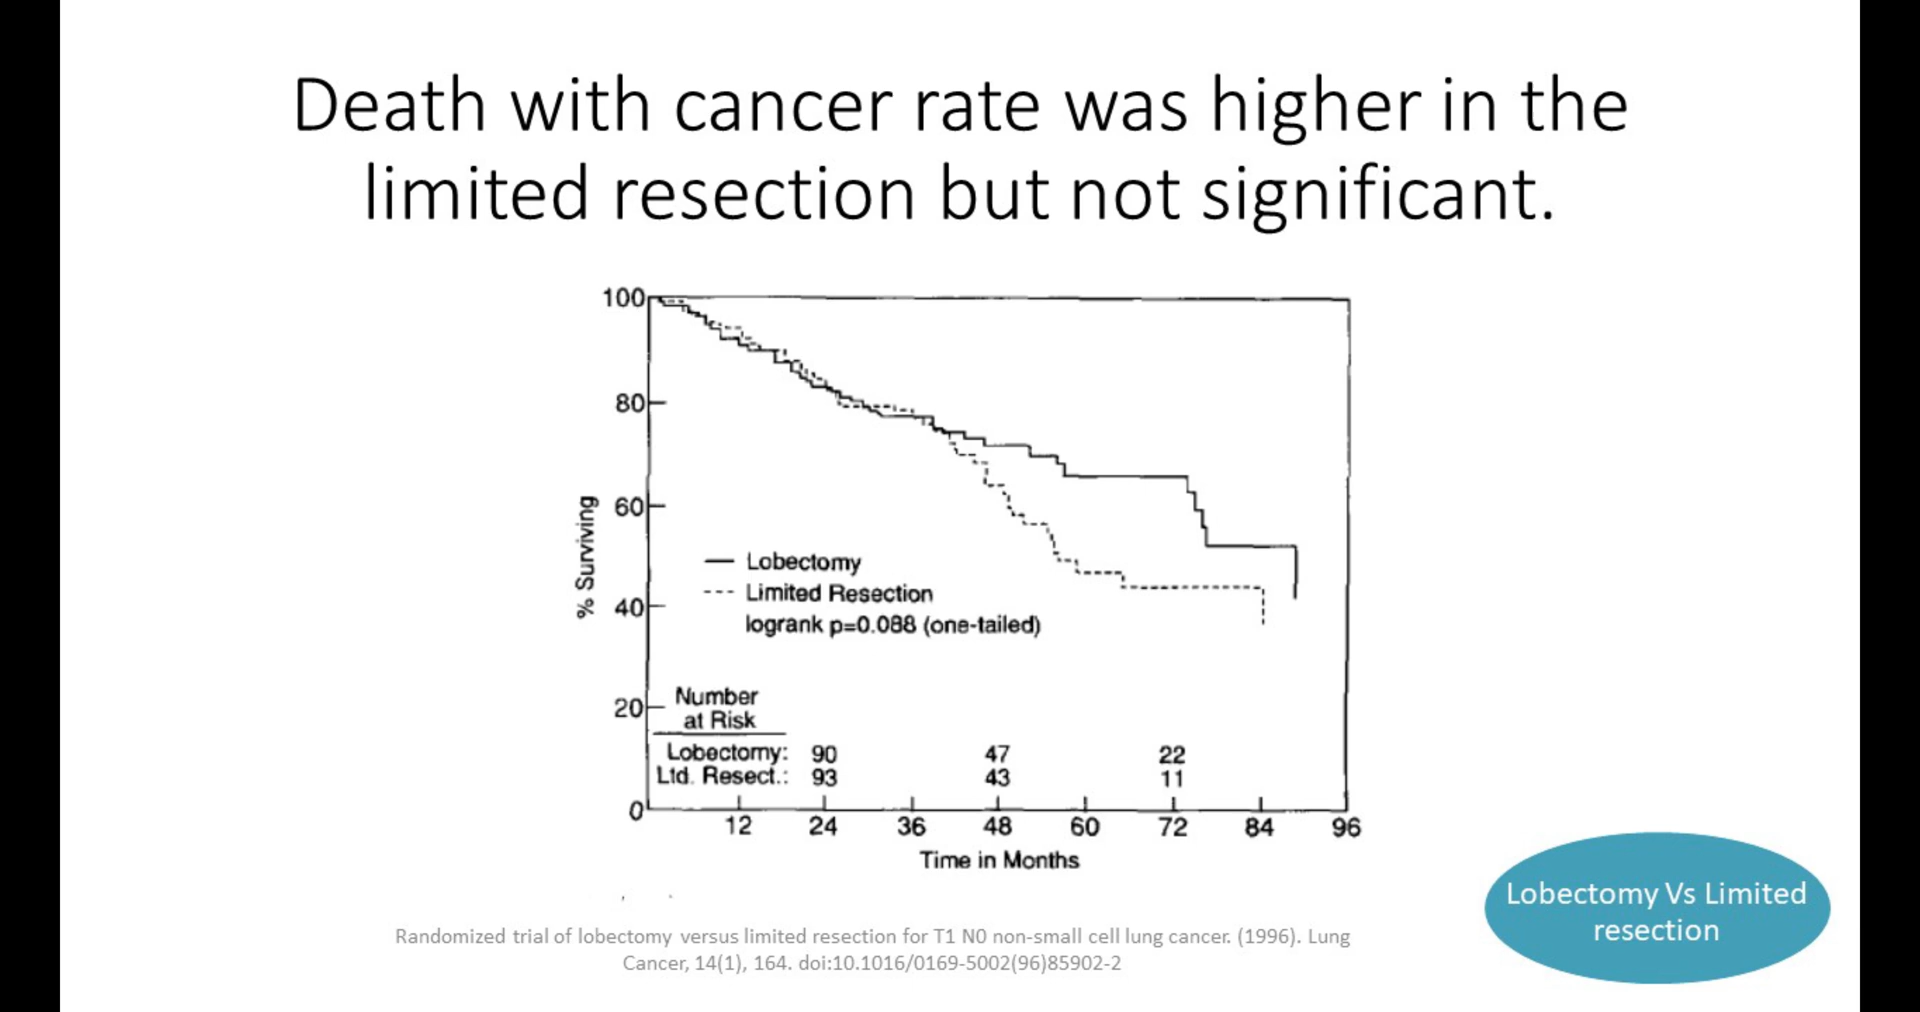 Death with cancer rate was higher in the
limited resection but not significant.
100
80
60
40
20
0
% Surviving
Lobectomy
Limited Resection
logrank p=0.088 (one-tailed)
Number
at Risk
Lobectomy: 90 47 22
Ltd. Resect.: 93 43 11
12 24 36 48 60 72 84 96
Time in Months
Lobectomy Vs Limited
resection
Randomized trial of lobectomy versus limited resection for T1 N0 non-small cell lung cancer. (1996). Lung
Cancer, 14(1), 164. doi:10.1016/0169-5002(96)85902-2